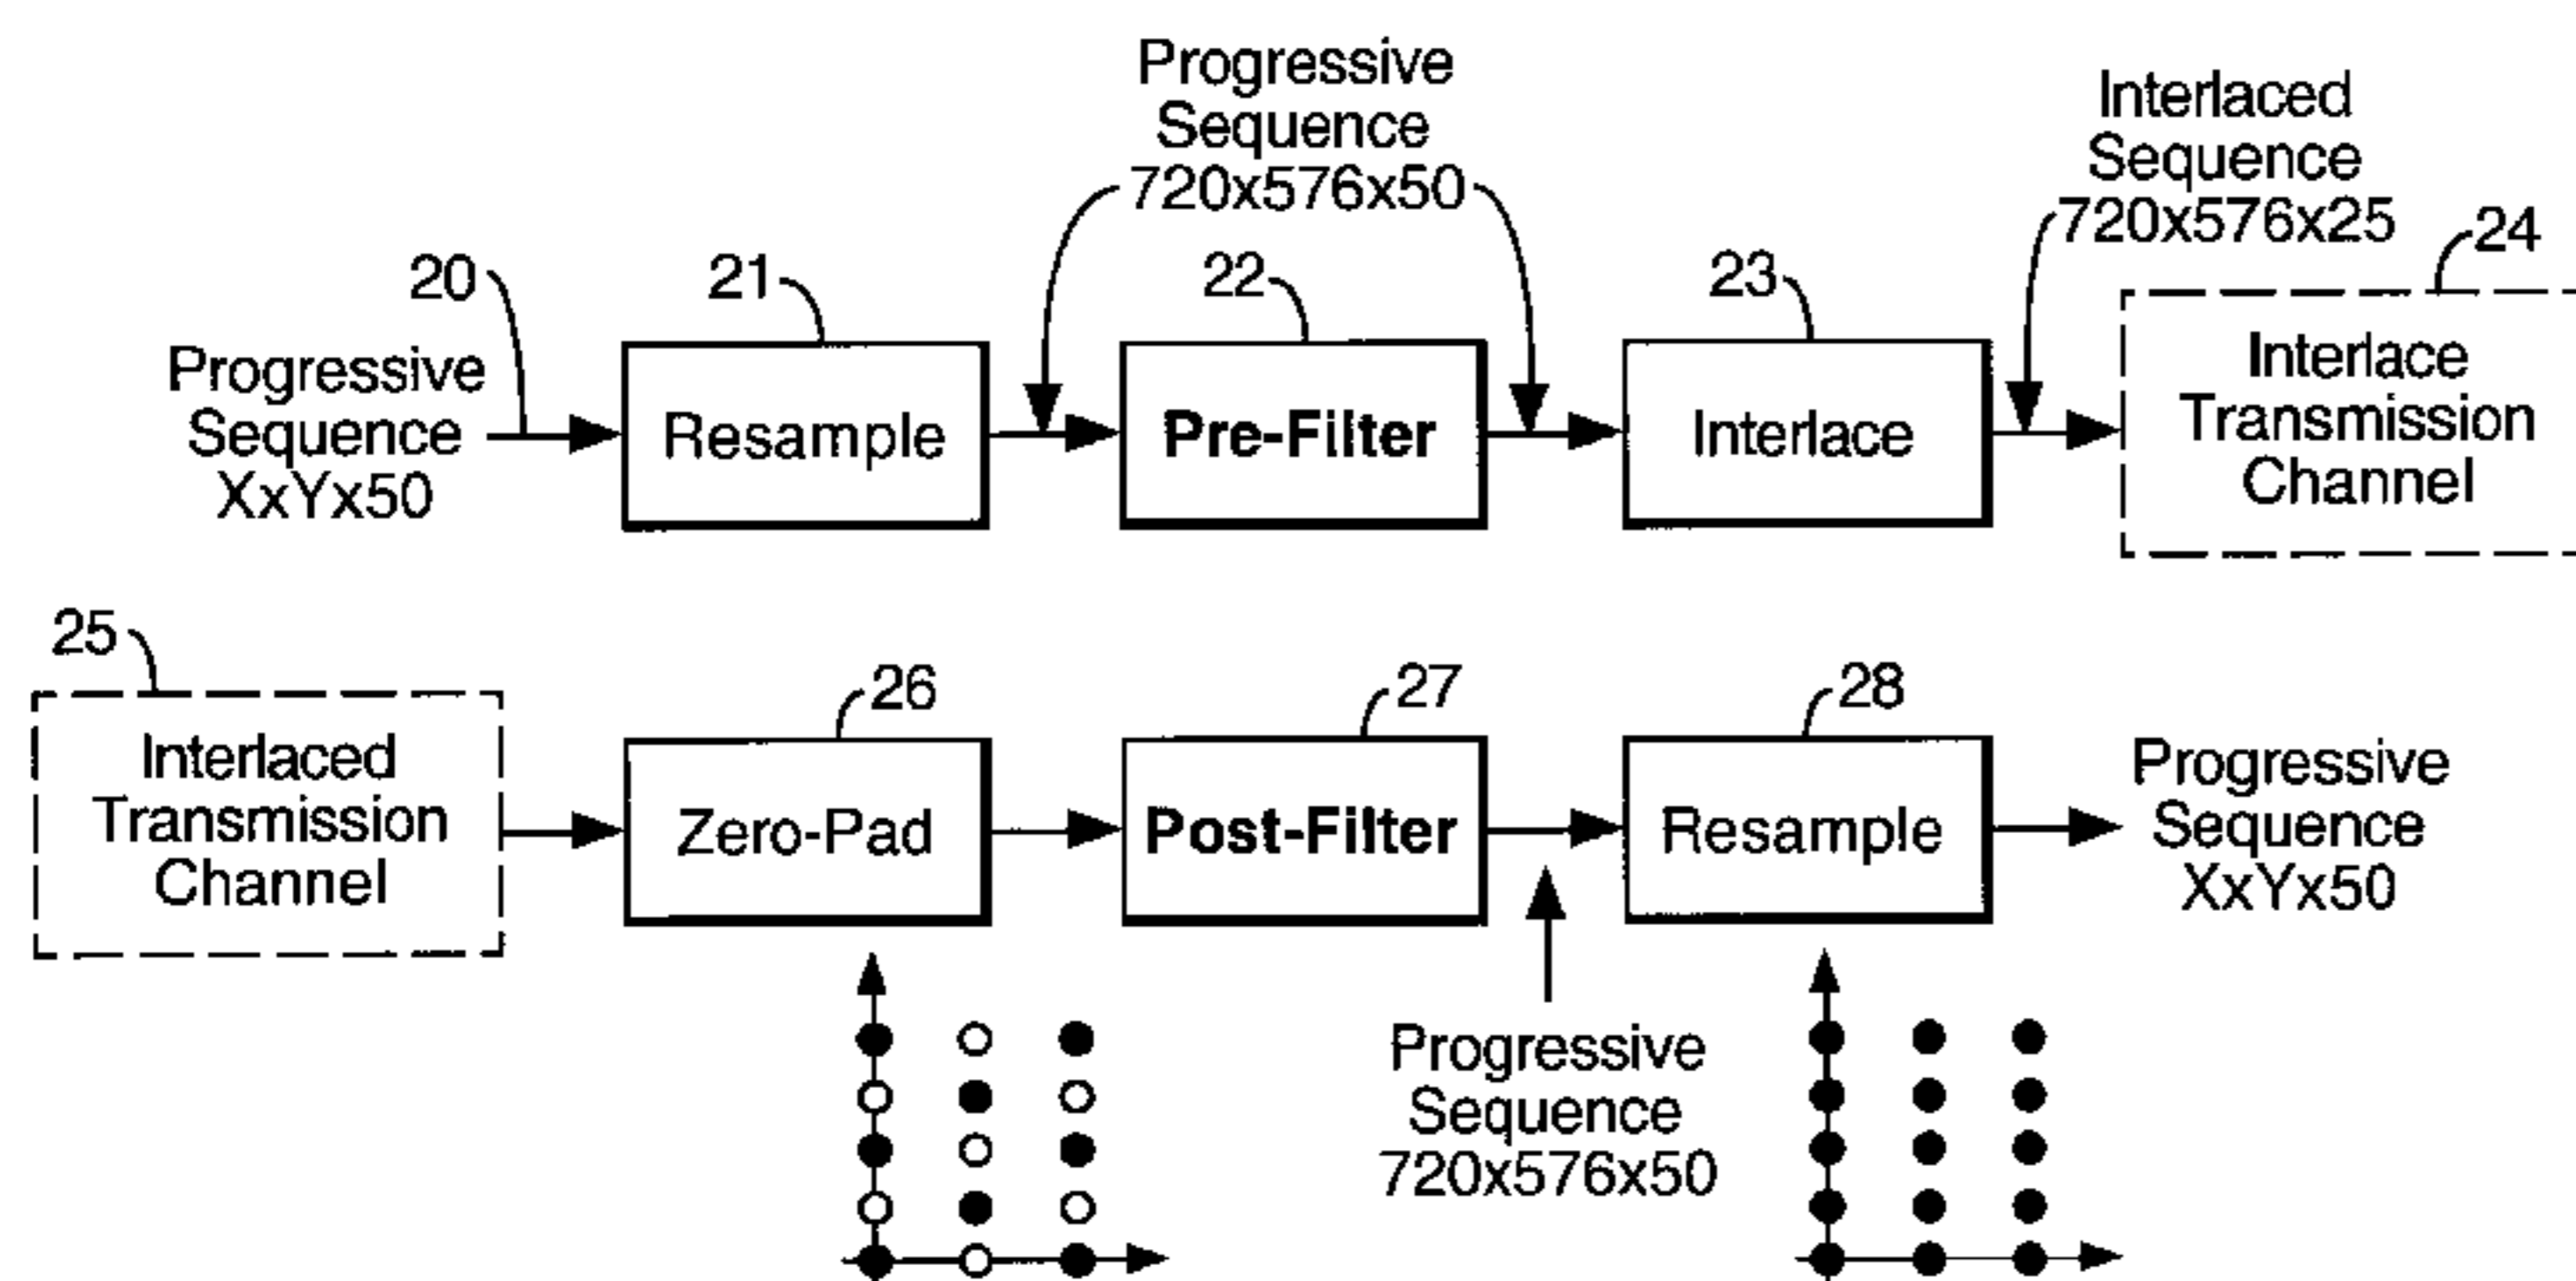 Progressive
Sequence
720x576x50
Interlaced
Sequence
720x576x25
20
21
22
23
24
Progressive
Sequence
XxYx50
Resample
Pre-Filter
Interlace
Interlace
Transmission
Channel
25
26
27
28
Interlaced
Transmission
Channel
Zero-Pad
Post-Filter
Resample
Progressive
Sequence
XxYx50
Progressive
Sequence
720x576x50